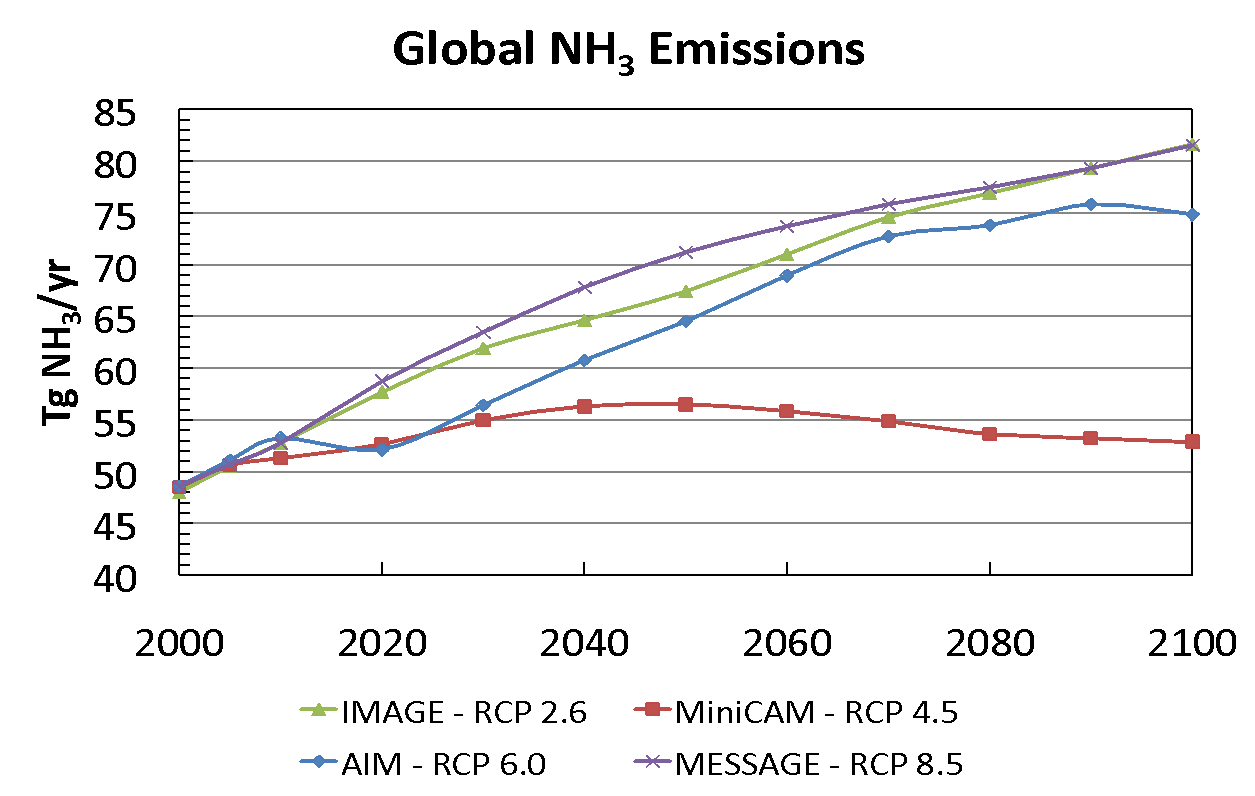 Global NH₃ Emissions
Tg NH₃/yr
85
80
75
70
65
60
55
50
45
40
2000 2020 2040 2060 2080 2100
IMAGE - RCP 2.6 MiniCAM - RCP 4.5
AIM - RCP 6.0 MESSAGE - RCP 8.5